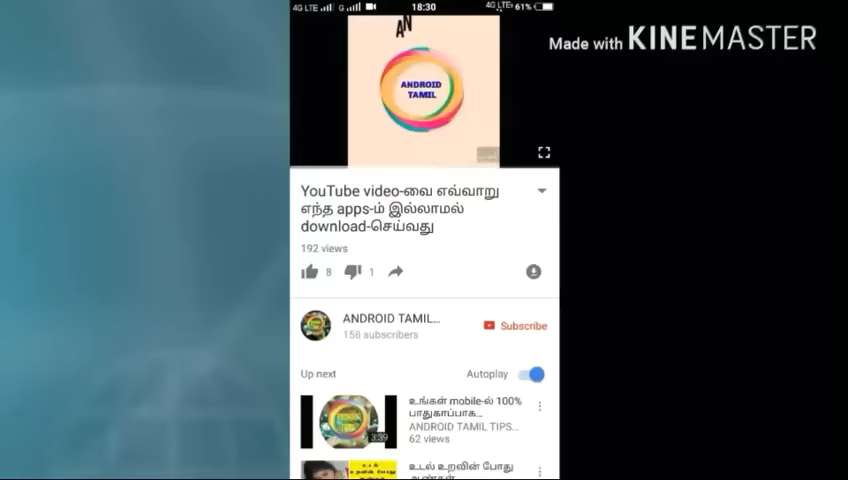 4G LTE G 18:30 4G LTE 61%
Made with KINEMASTER
AN
ANDROID
TAMIL
YouTube video-வை எவ்வாறு
எந்த apps-ம் இல்லாமல்
download-செய்வது
192 views
8 1
ANDROID TAMIL...
Subscribe
158 subscribers
Up next
Autoplay
உங்கள் mobile-ல் 100%
பாதுகாப்பாக...
ANDROID TAMIL TIPS...
62 views
3:39
உடல்
உறவின் போது
உடல் உறவின் போது